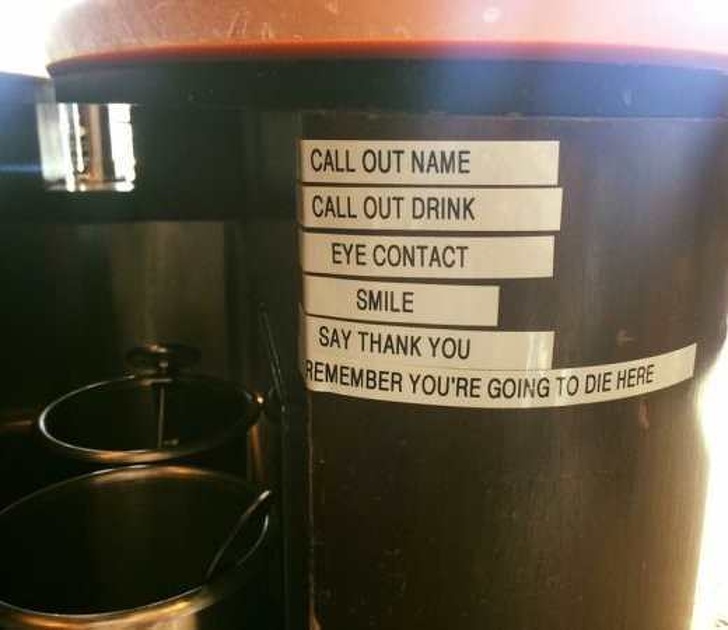 CALL OUT NAME
CALL OUT DRINK
EYE CONTACT
SMILE
SAY THANK YOU
REMEMBER YOU'RE GOING TO DIE HERE